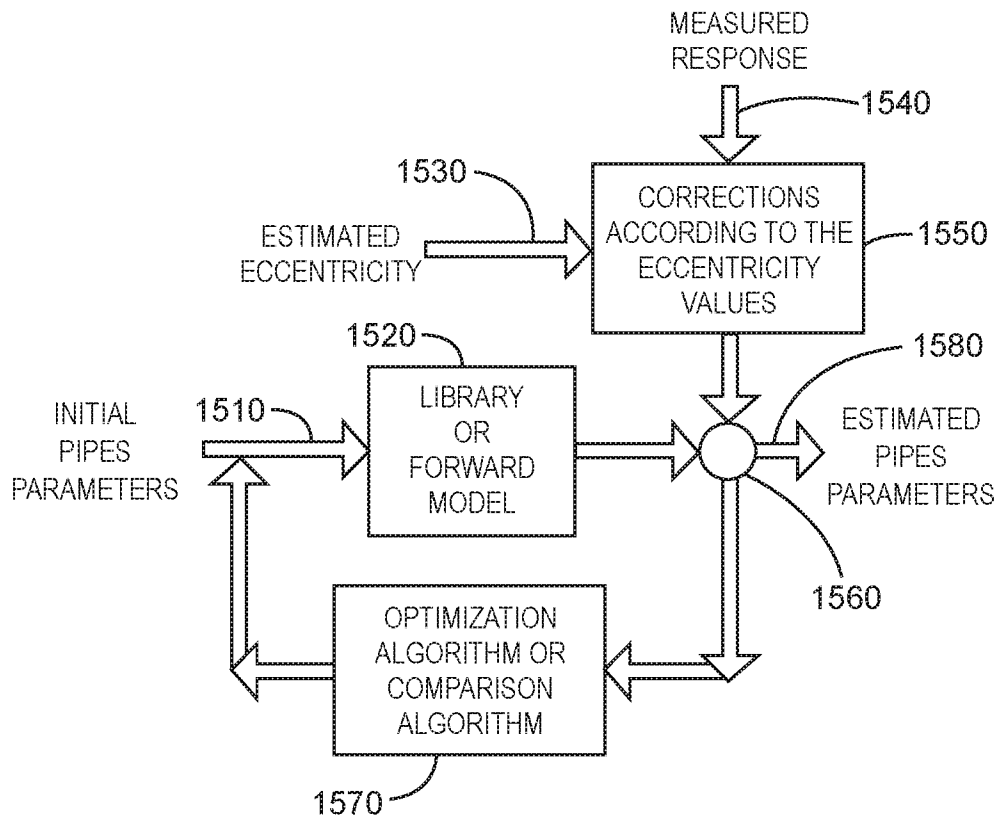 MEASURED
RESPONSE
1540
1530
ESTIMATED
ECCENTRICITY
CORRECTIONS
ACCORDING TO THE
ECCENTRICITY
VALUES
1550
1520
1580
INITIAL
PIPES
PARAMETERS
1510
LIBRARY
OR
FORWARD
MODEL
ESTIMATED
PIPES
PARAMETERS
1560
OPTIMIZATION
ALGORITHM OR
COMPARISON
ALGORITHM
1570